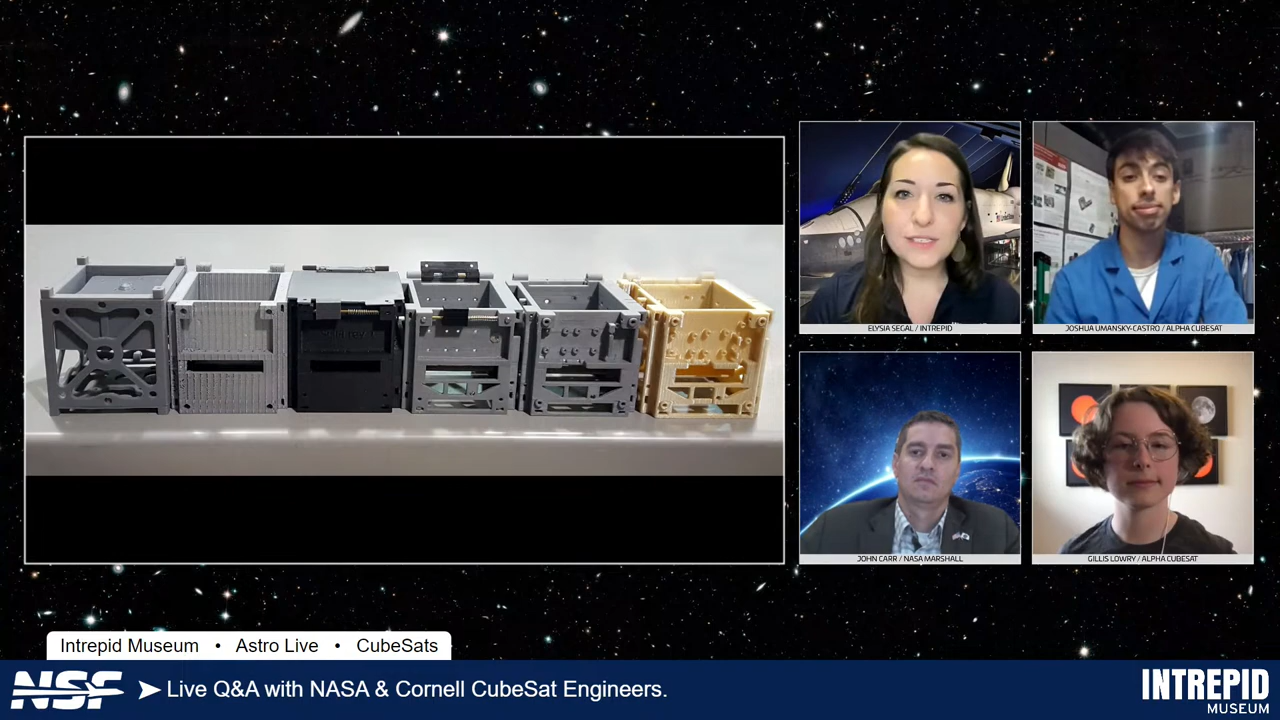 ELYSIA SEGAL / INTREPID
JOSHUA UMANSKY-CASTRO / ALPHA CUBESAT
JOHN CARR / NASA MARSHALL
GILLIS LOWRY / ALPHA CUBESAT
Intrepid Museum • Astro Live • CubeSats
NSF
Live Q&A with NASA & Cornell CubeSat Engineers.
INTREPID
MUSEUM